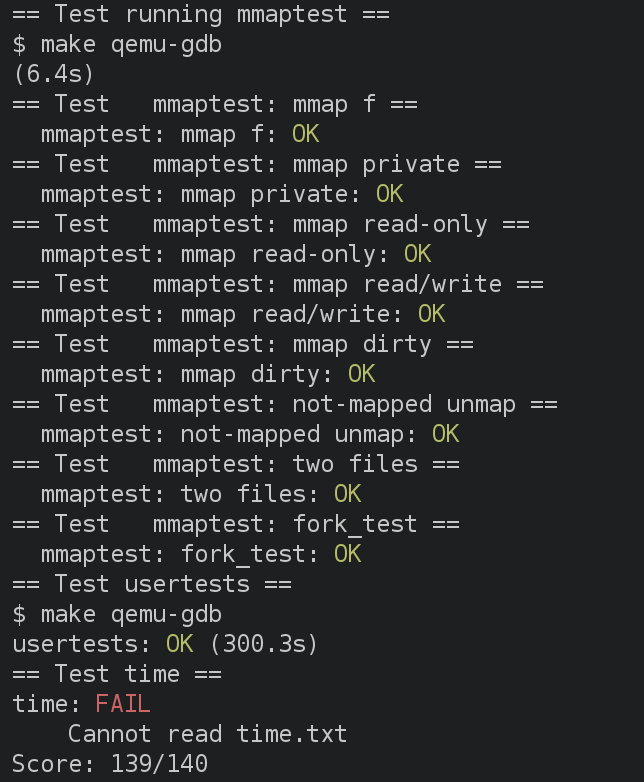 == Test running mmaptest ==
$ make qemu-gdb
(6.4s)
== Test   mmaptest: mmap f ==
  mmaptest: mmap f: OK
== Test   mmaptest: mmap private ==
  mmaptest: mmap private: OK
== Test   mmaptest: mmap read-only ==
  mmaptest: mmap read-only: OK
== Test   mmaptest: mmap read/write ==
  mmaptest: mmap read/write: OK
== Test   mmaptest: mmap dirty ==
  mmaptest: mmap dirty: OK
== Test   mmaptest: not-mapped unmap ==
  mmaptest: not-mapped unmap: OK
== Test   mmaptest: two files ==
  mmaptest: two files: OK
== Test   mmaptest: fork_test ==
  mmaptest: fork_test: OK
== Test usertests ==
$ make qemu-gdb
usertests: OK (300.3s)
== Test time ==
time: FAIL
    Cannot read time.txt
Score: 139/140